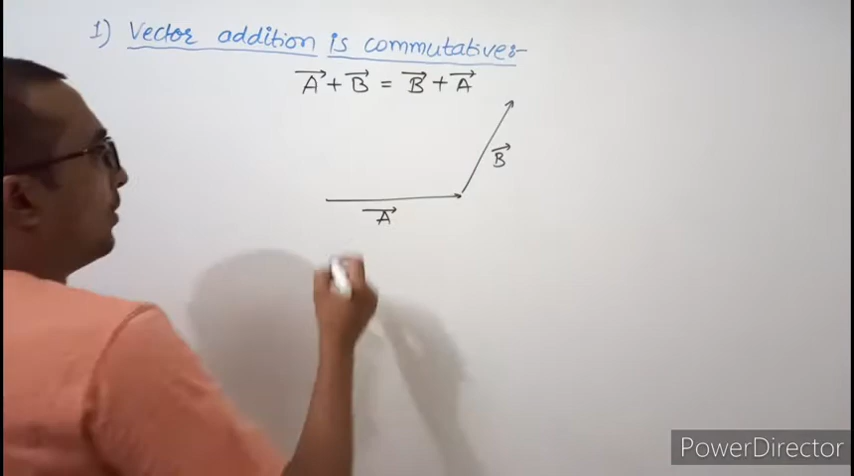 1) Vector addition is commutative:-
A⃗ + B⃗ = B⃗ + A⃗
B⃗
A⃗
PowerDirector